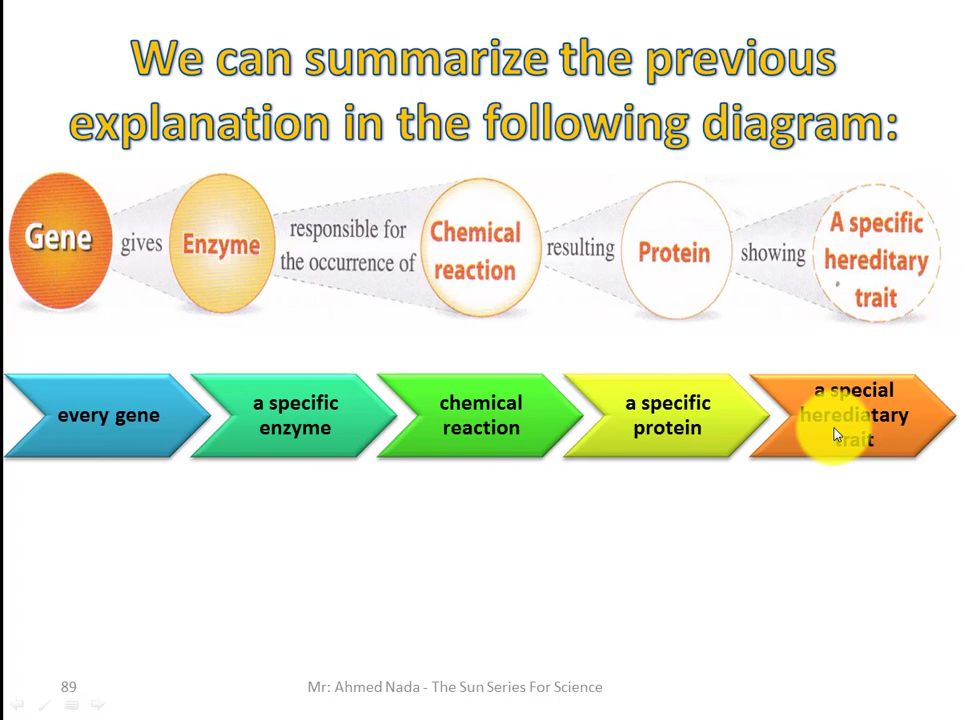 We can summarize the previous
explanation in the following diagram:
Gene
gives
Enzyme
responsible for
the occurrence of
Chemical
reaction
resulting
Protein
showing
A specific
hereditary
trait
every gene
a specific
enzyme
chemical
reaction
a specific
protein
a special
herediatary
trait
89
Mr: Ahmed Nada - The Sun Series For Science